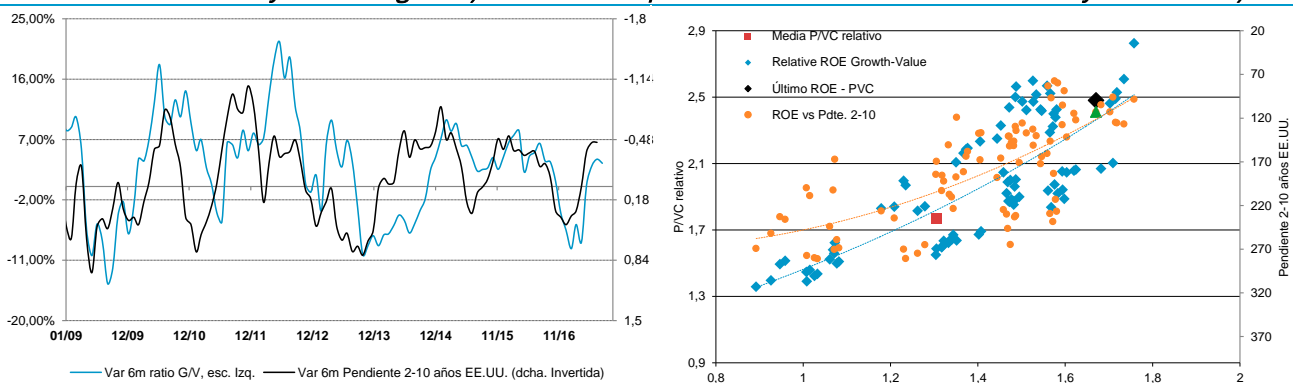 25,00%
16,00%
7,00%
-2,00%
-11,00%
-20,00%
-1,8
-1,14
-0,48
0,18
0,84
1,5
01/09 12/09 12/10 12/11 12/12 12/13 12/14 11/15 11/16
Var 6m ratio G/V, esc. Izq. Var 6m Pendiente 2-10 años EE.UU. (dcha. Invertida)
P/VC relativo
2,9
2,5
2,1
1,7
1,3
0,9
Media P/VC relativo
Relative ROE Growth-Value
Último ROE - PVC
ROE vs Pdte. 2-10
20
70
120
170
220
270
320
370
Pendiente 2-10 años EE.UU.
0,8 1 1,2 1,4 1,6 1,8 2